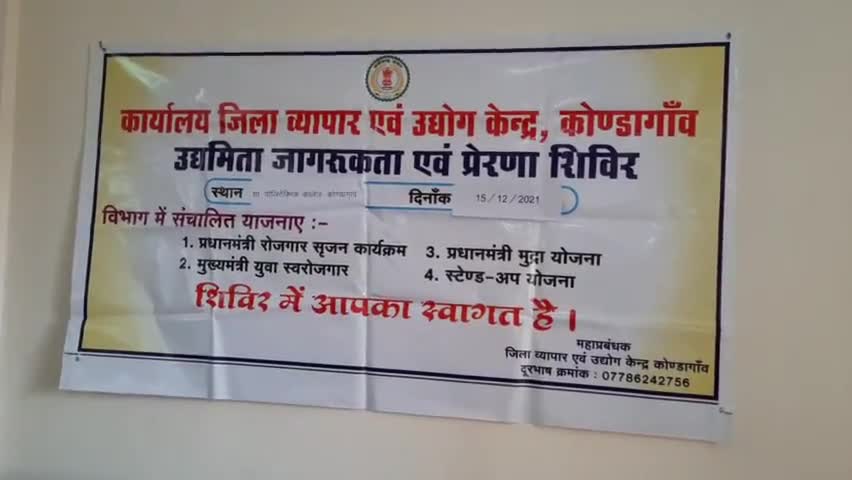 कार्यालय जिला व्यापार एवं उद्योग केन्द्र, कोण्डागाँव
उद्यमिता जागरूकता एवं प्रेरणा शिविर
स्थान शा पॉलिटेक्निक कालेज कोण्डागांव दिनाँक 15/12/2021
विभाग में संचालित याजनाए :-
1. प्रधानमंत्री रोजगार सृजन कार्यक्रम 3. प्रधानमंत्री मुद्रा योजना
2. मुख्यमंत्री युवा स्वरोजगार 4. स्टेण्ड-अप योजना
शिविर में आपका स्वागत है।
महाप्रबंधक
जिला व्यापार एवं उद्योग केन्द्र कोण्डागाँव
दूरभाष क्रमांक : 07786242756